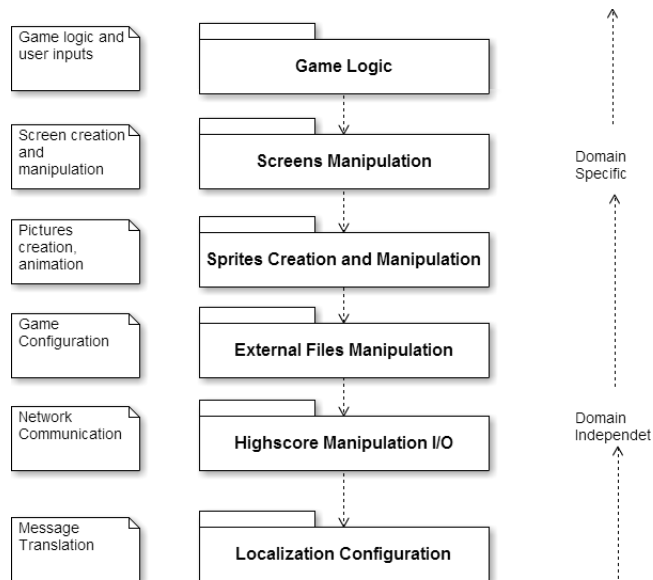 Game logic and
user inputs
Game Logic
Screen creation
and
manipulation
Screens Manipulation
Domain
Specific
Pictures
creation,
animation
Sprites Creation and Manipulation
Game
Configuration
External Files Manipulation
Network
Communication
Highscore Manipulation I/O
Domain
Independet
Message
Translation
Localization Configuration